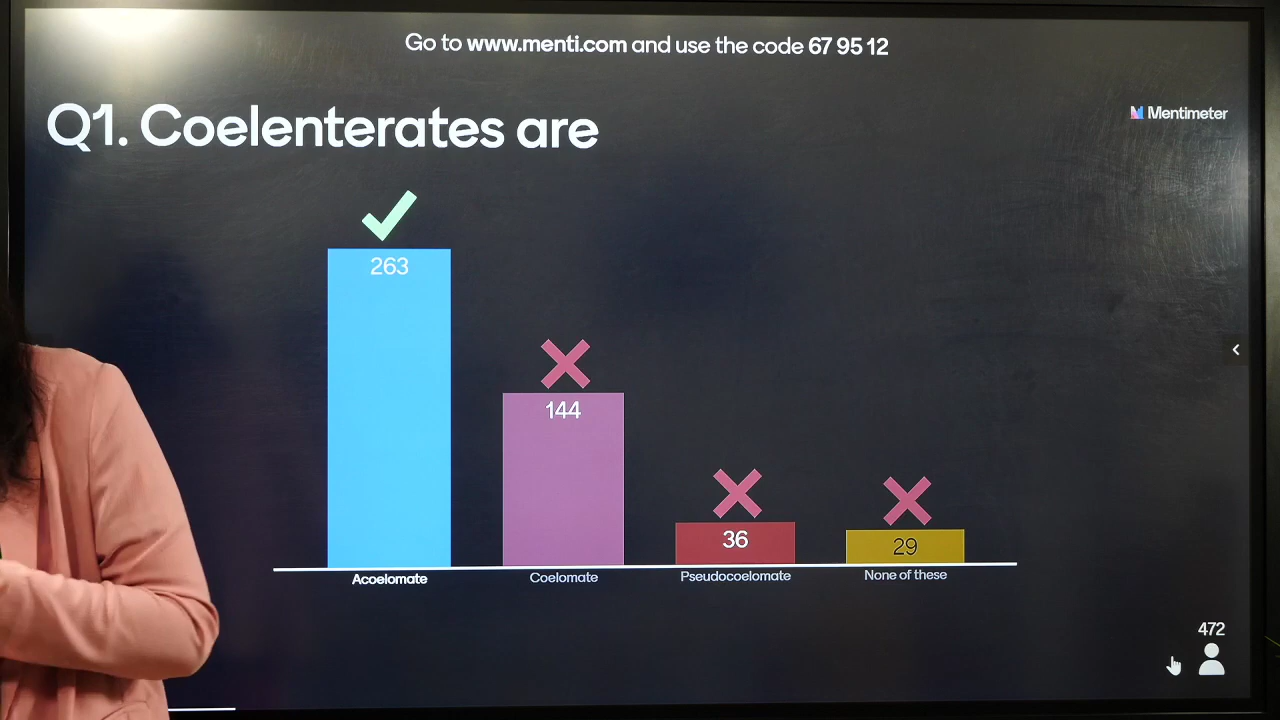 Go to www.menti.com and use the code 67 95 12
Q1. Coelenterates are
Mentimeter
263
144
36
29
Acoelomate
Coelomate
Pseudocoelomate
None of these
472